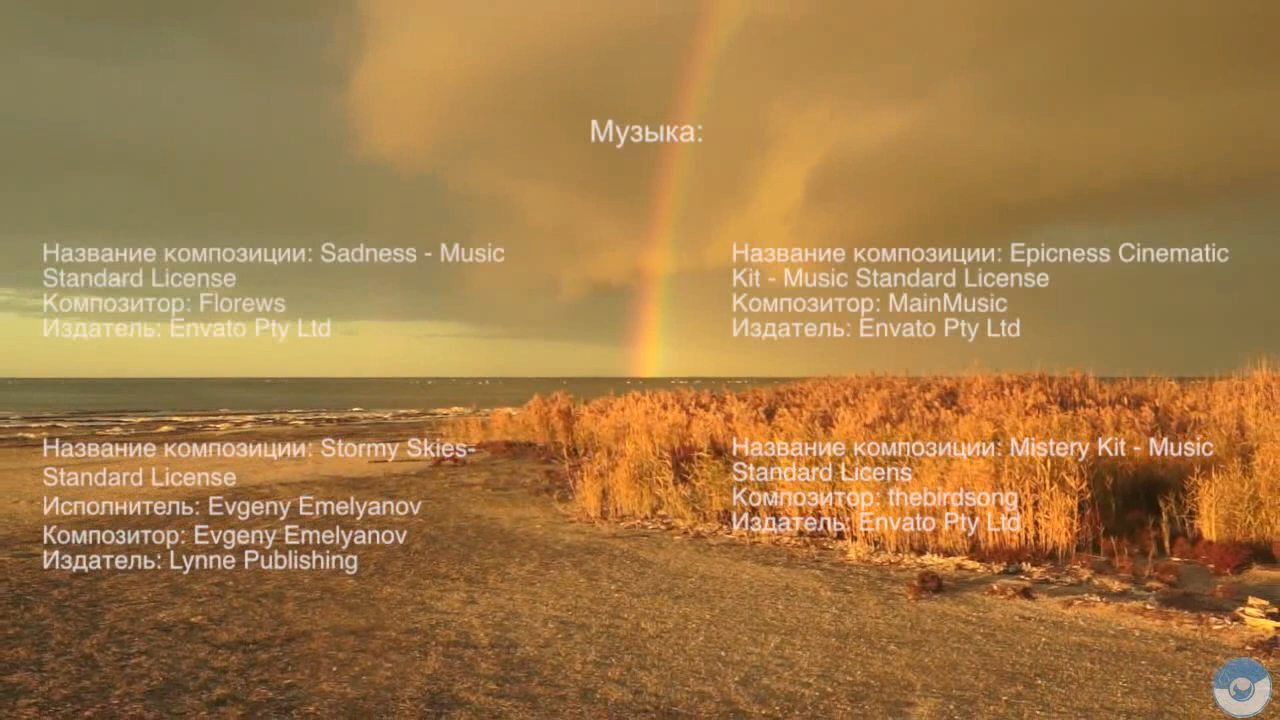 Музыка:
Название композиции: Sadness - Music
Standard License
Композитор: Florews
Издатель: Envato Pty Ltd
Название композиции: Epicness Cinematic
Kit - Music Standard License
Композитор: MainMusic
Издатель: Envato Pty Ltd
Название композиции: Stormy Skies-
Standard License
Исполнитель: Evgeny Emelyanov
Композитор: Evgeny Emelyanov
Издатель: Lynne Publishing
Название композиции: Mistery Kit - Music
Standard Licens
Композитор: thebirdsong
Издатель: Envato Pty Ltd